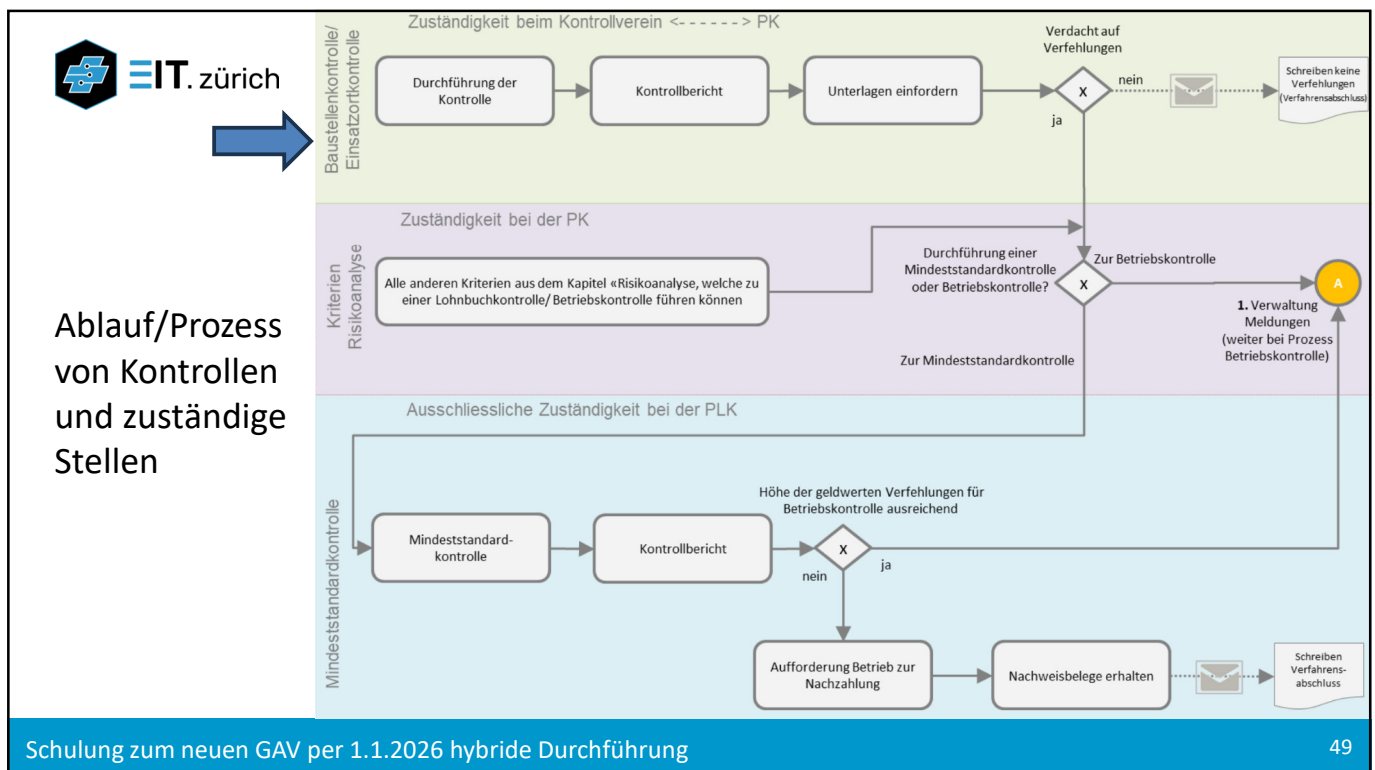 EIT. zürich
Ablauf/Prozess
von Kontrollen
und zuständige
Stellen
Baustellenkontrolle/
Einsatzortkontrolle
Zuständigkeit beim Kontrollverein <- - - - - -> PK
Durchführung der
Kontrolle
Kontrollbericht
Unterlagen einfordern
Verdacht auf
Verfehlungen
X
nein
ja
Schreiben keine
Verfehlungen
(Verfahrensabschluss)
Kriterien
Risikoanalyse
Zuständigkeit bei der PK
Alle anderen Kriterien aus dem Kapitel «Risikoanalyse, welche zu
einer Lohnbuchkontrolle/ Betriebskontrolle führen können
Durchführung einer
Mindeststandardkontrolle
oder Betriebskontrolle?
X
Zur Betriebskontrolle
A
1. Verwaltung
Meldungen
(weiter bei Prozess
Betriebskontrolle)
Zur Mindeststandardkontrolle
Mindeststandardkontrolle
Ausschliessliche Zuständigkeit bei der PLK
Mindeststandard-
kontrolle
Kontrollbericht
Höhe der geldwerten Verfehlungen für
Betriebskontrolle ausreichend
X
nein
ja
Aufforderung Betrieb zur
Nachzahlung
Nachweisbelege erhalten
Schreiben
Verfahrens-
abschluss
Schulung zum neuen GAV per 1.1.2026 hybride Durchführung
49